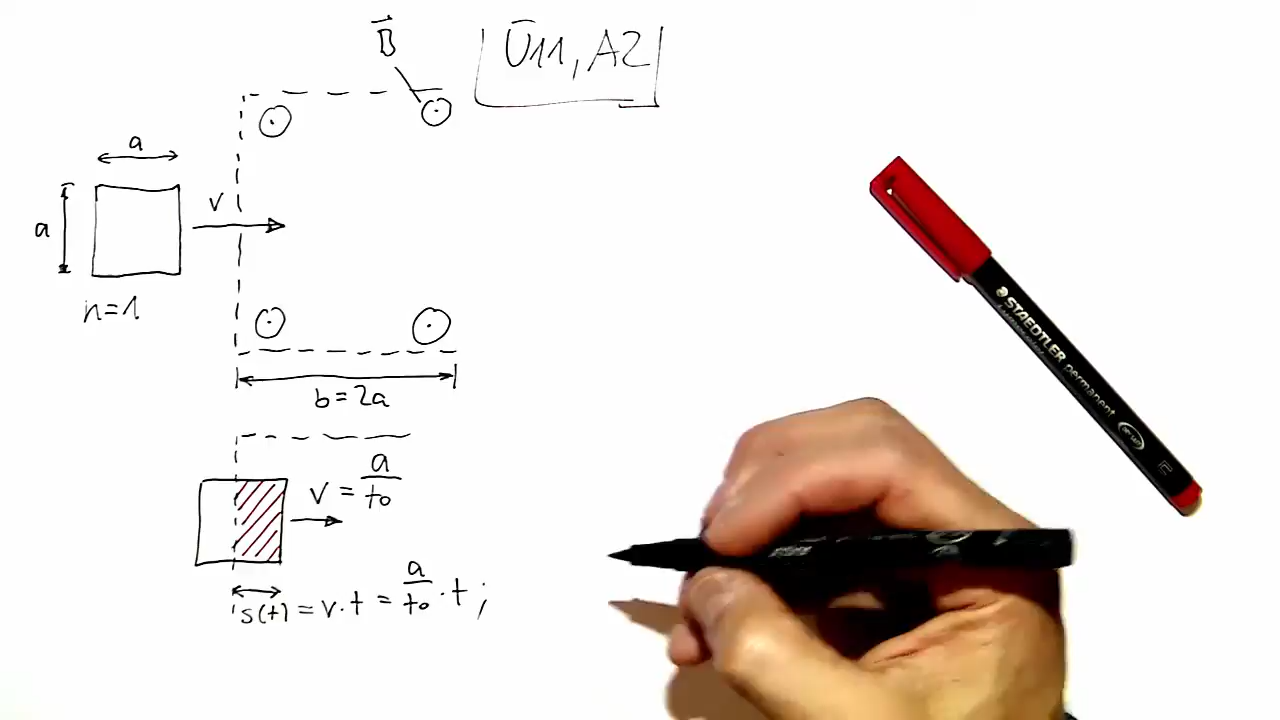 B⃗
Ü11, A2
a
a
v
n=1
b=2a
v = a/t₀
s(t) = v·t = a/t₀ · t ;
STAEDTLER
permanent